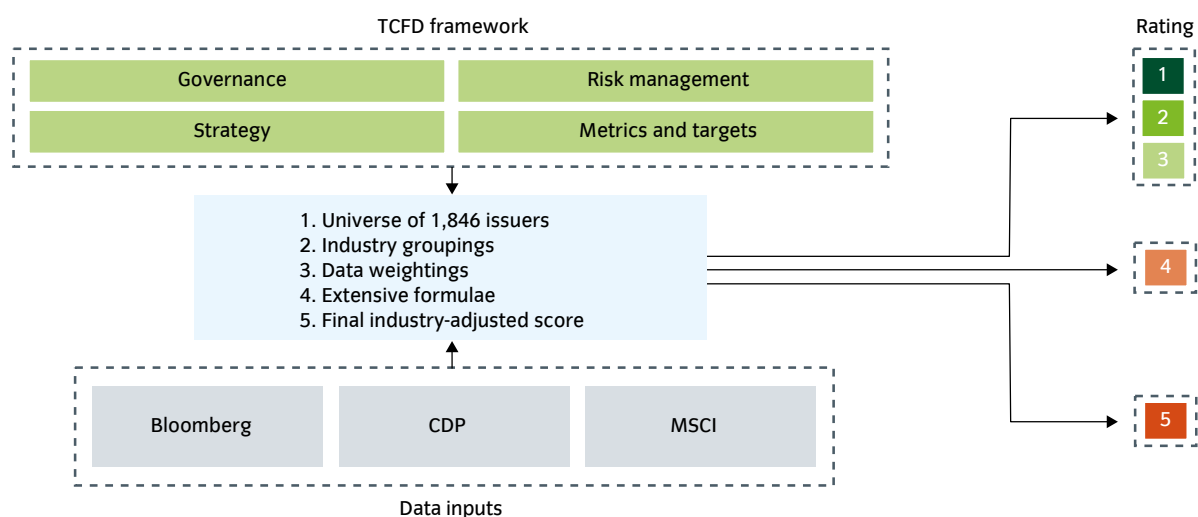 TCFD framework
Governance
Risk management
Strategy
Metrics and targets
1. Universe of 1,846 issuers
2. Industry groupings
3. Data weightings
4. Extensive formulae
5. Final industry-adjusted score
Bloomberg
CDP
MSCI
Data inputs
Rating
1
2
3
4
5